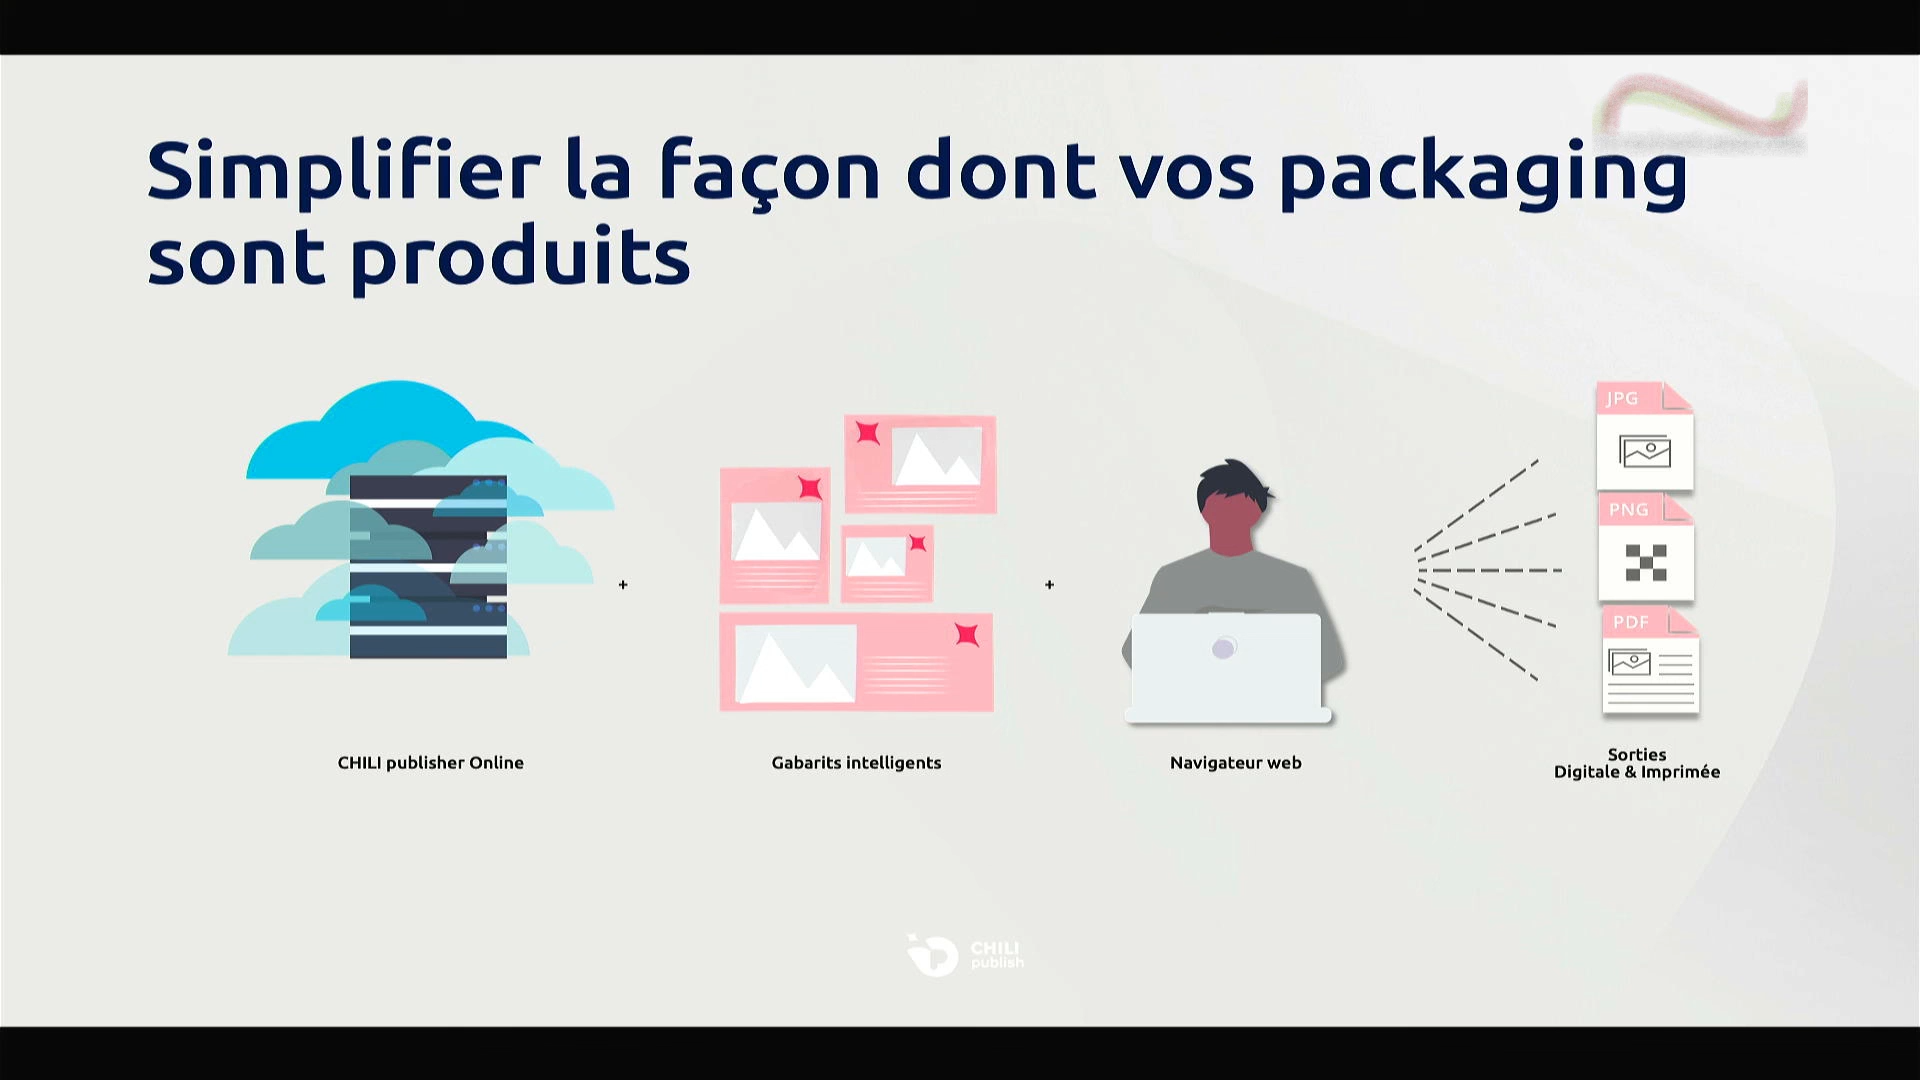 Simplifier la façon dont vos packaging
sont produits
JPG
PNG
PDF
+
+
CHILI publisher Online
Gabarits intelligents
Navigateur web
Sorties
Digitale & Imprimée
CHILI
publish